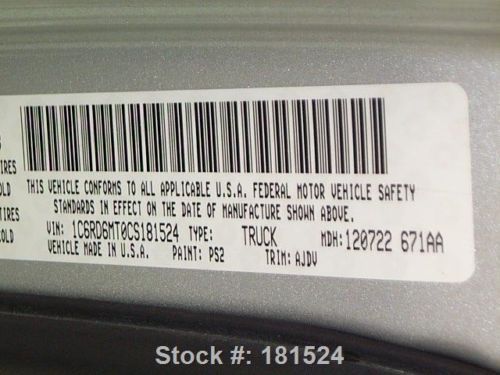 THIS VEHICLE CONFORMS TO ALL APPLICABLE U.S.A. FEDERAL MOTOR VEHICLE SAFETY
STANDARDS IN EFFECT ON THE DATE OF MANUFACTURE SHOWN ABOVE.
VIN: 1C6RD6MT0CS181524 TYPE: TRUCK MDH:120722 671AA
VEHICLE MADE IN U.S.A. PAINT: PS2 TRIM: AJDV
Stock #: 181524